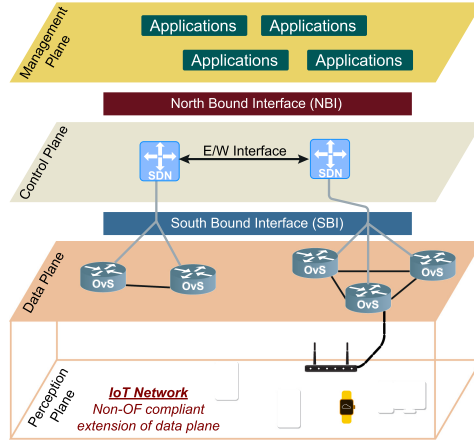 Management
Plane
Applications
Applications
Applications
Applications
North Bound Interface (NBI)
Control Plane
SDN
E/W Interface
SDN
South Bound Interface (SBI)
Data Plane
OvS
OvS
OvS
OvS
OvS
Perception
Plane
IoT Network
Non-OF compliant
extension of data plane